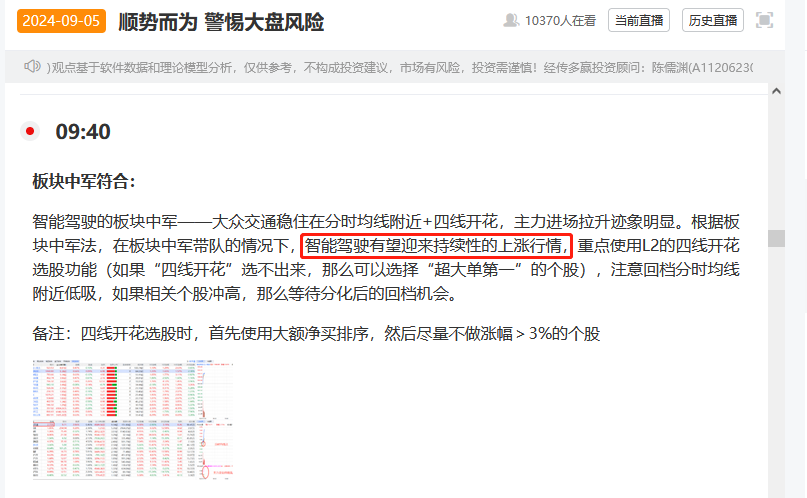 2024-09-05 顺势而为 警惕大盘风险 10370人在看 当前直播 历史直播
)观点基于软件数据和理论模型分析，仅供参考，不构成投资建议，市场有风险，投资需谨慎！经传多赢投资顾问：陈儒渊(A1120623(
09:40
板块中军符合：
智能驾驶的板块中军——大众交通稳住在分时均线附近+四线开花，主力进场拉升迹象明显。根据板
块中军法，在板块中军带队的情况下，智能驾驶有望迎来持续性的上涨行情，重点使用L2的四线开花
选股功能（如果“四线开花”选不出来，那么可以选择“超大单第一”的个股），注意回档分时均线
附近低吸，如果相关个股冲高，那么等待分化后的回档机会。
备注：四线开花选股时，首先使用大额净买排序，然后尽量不做涨幅＞3%的个股